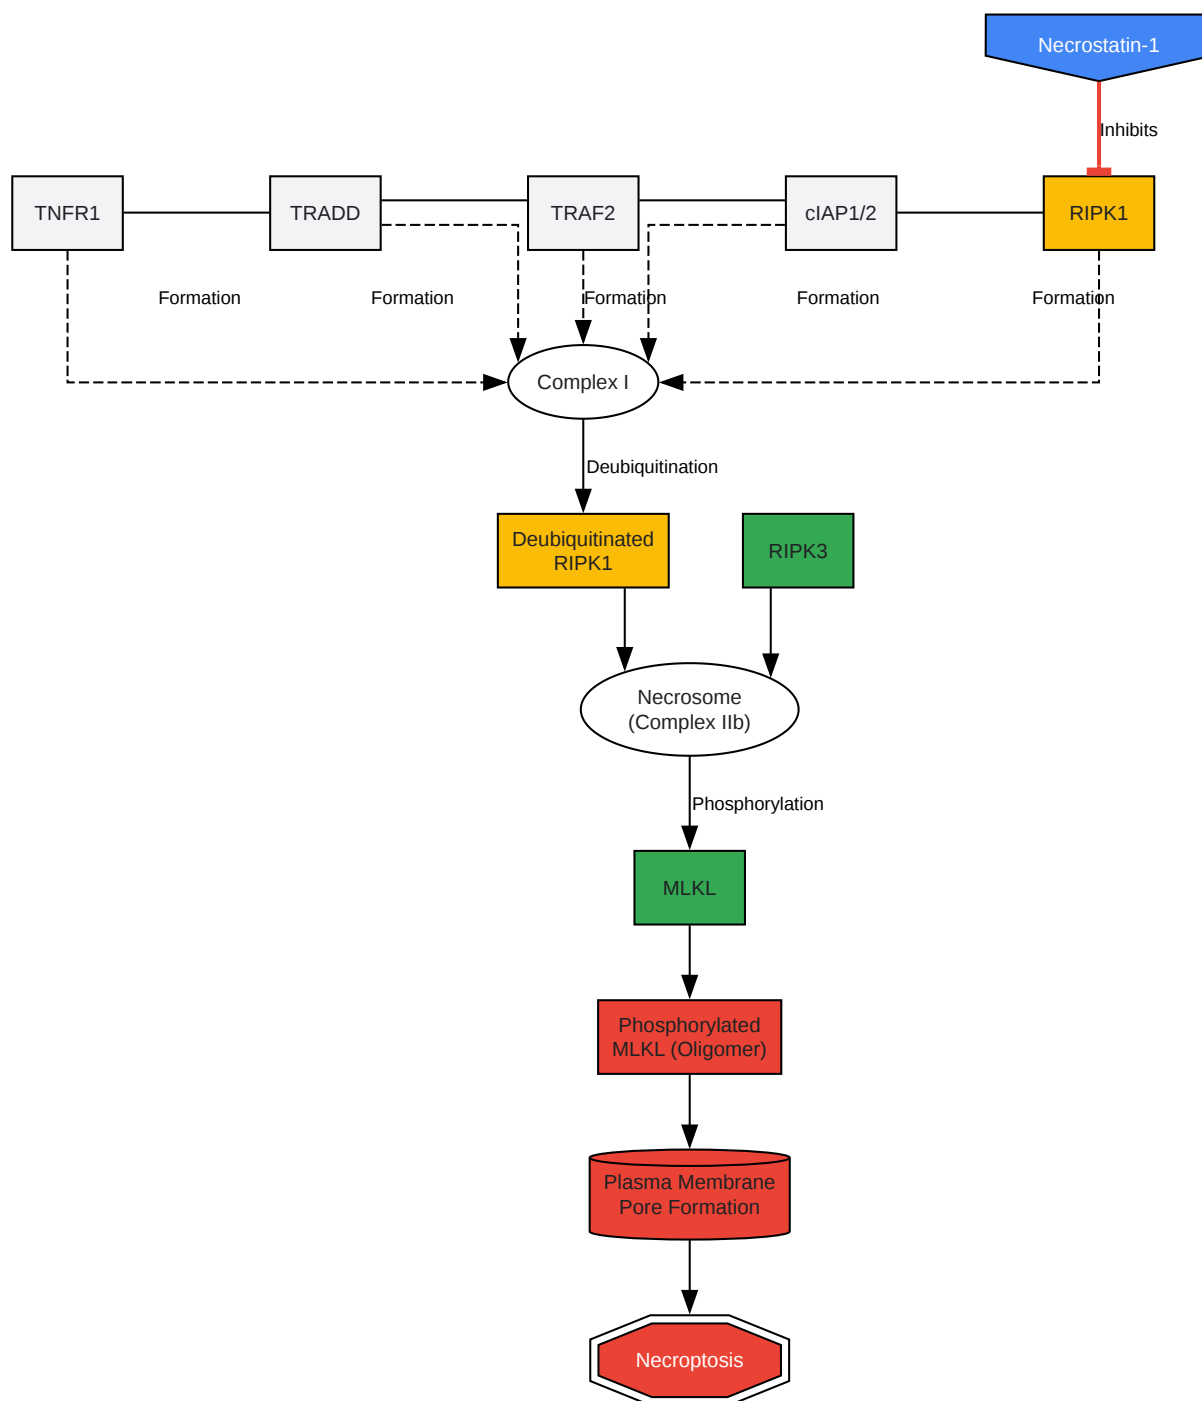 Necrostatin-1
Inhibits
TNFR1
TRADD
TRAF2
cIAP1/2
RIPK1
Formation
Formation
Formation
Formation
Formation
Complex I
Deubiquitination
Deubiquitinated
RIPK1
RIPK3
Necrosome
(Complex IIb)
Phosphorylation
MLKL
Phosphorylated
MLKL (Oligomer)
Plasma Membrane
Pore Formation
Necroptosis